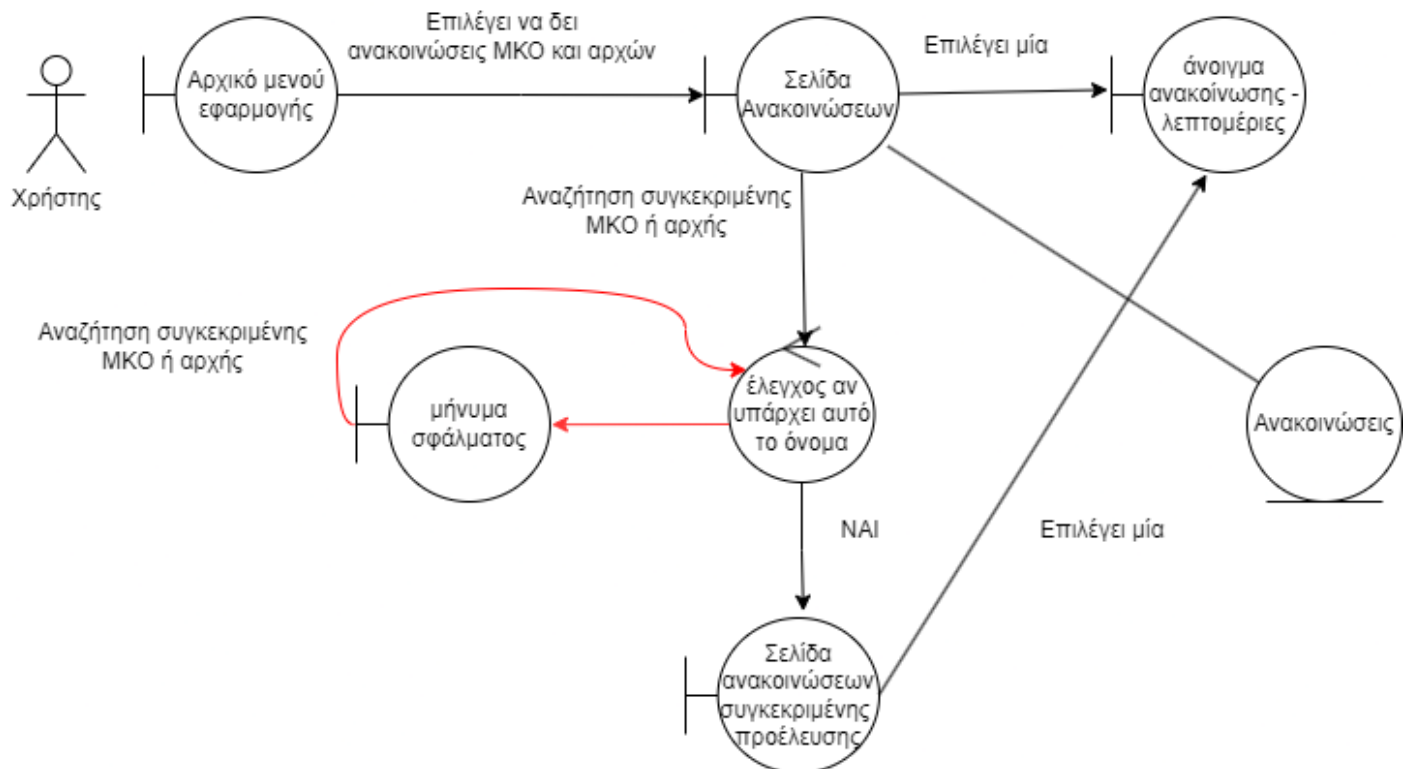 Επιλέγει να δει
ανακοινώσεις ΜΚΟ και αρχών
Επιλέγει μία
Αρχικό μενού
εφαρμογής
Σελίδα
Ανακοινώσεων
άνοιγμα
ανακοίνωσης -
λεπτομέριες
Χρήστης
Αναζήτηση συγκεκριμένης
ΜΚΟ ή αρχής
Αναζήτηση συγκεκριμένης
ΜΚΟ ή αρχής
μήνυμα
σφάλματος
έλεγχος αν
υπάρχει αυτό
το όνομα
Ανακοινώσεις
ΝΑΙ
Επιλέγει μία
Σελίδα
ανακοινώσεων
συγκεκριμένης
προέλευσης